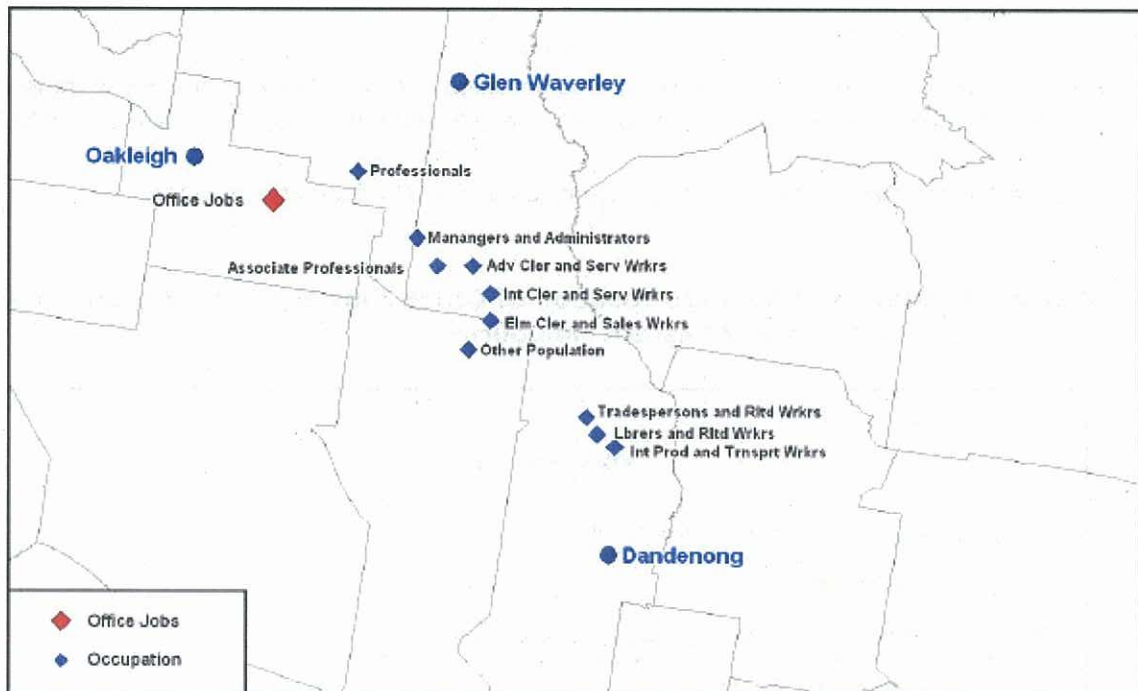 Glen Waverley
Oakleigh
Professionals
Office Jobs
Manangers and Administrators
Associate Professionals
Adv Cler and Serv Wrkrs
Int Cler and Serv Wrkrs
Elm Cler and Sales Wrkrs
Other Population
Tradespersons and Rltd Wrkrs
Lbrers and Rltd Wrkrs
Int Prod and Trnsprt Wrkrs
Dandenong
Office Jobs
Occupation